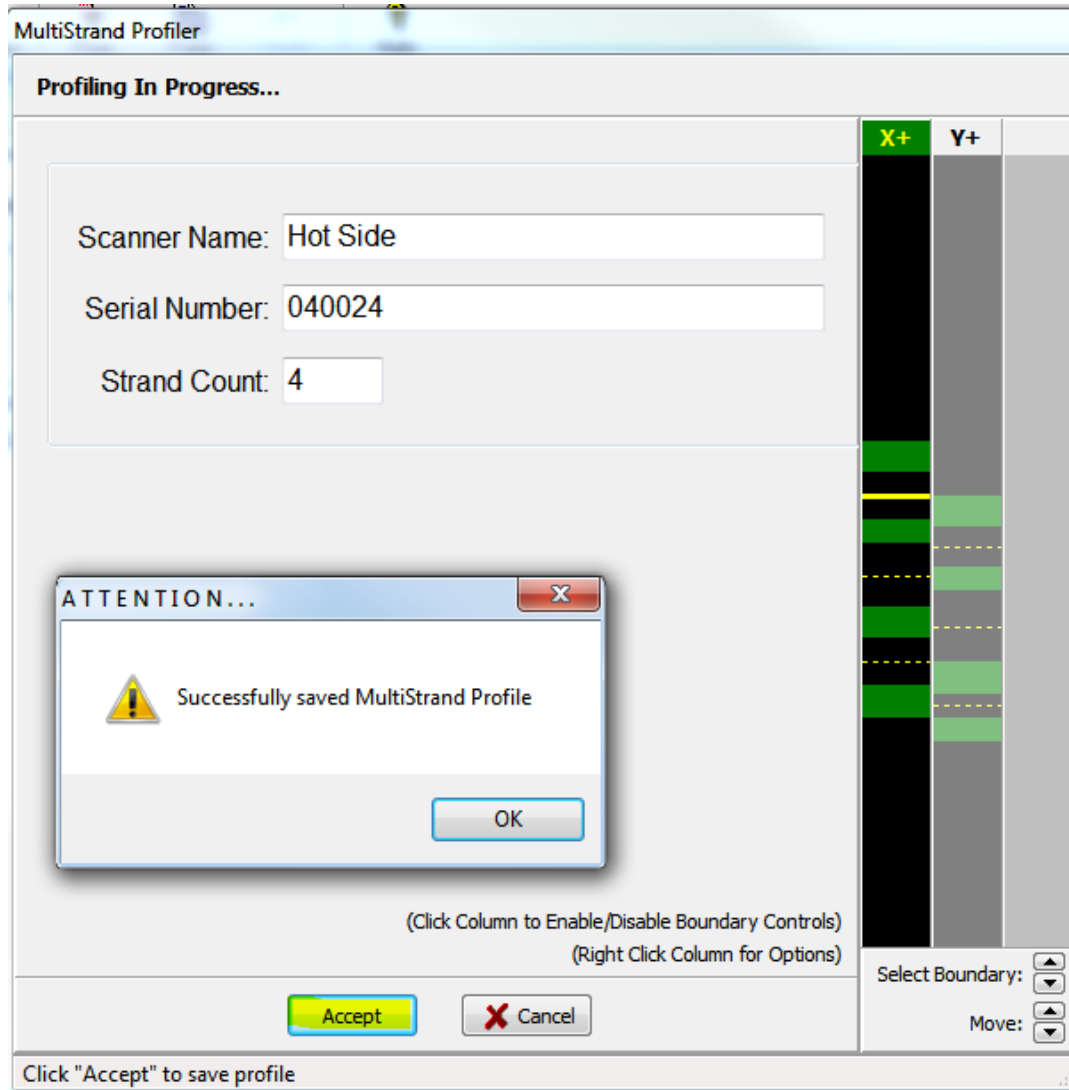 MultiStrand Profiler
Profiling In Progress...
X+ Y+
Scanner Name: Hot Side
Serial Number: 040024
Strand Count: 4
ATTENTION...
Successfully saved MultiStrand Profile
OK
(Click Column to Enable/Disable Boundary Controls)
(Right Click Column for Options)
Select Boundary:
Move:
Accept Cancel
Click "Accept" to save profile